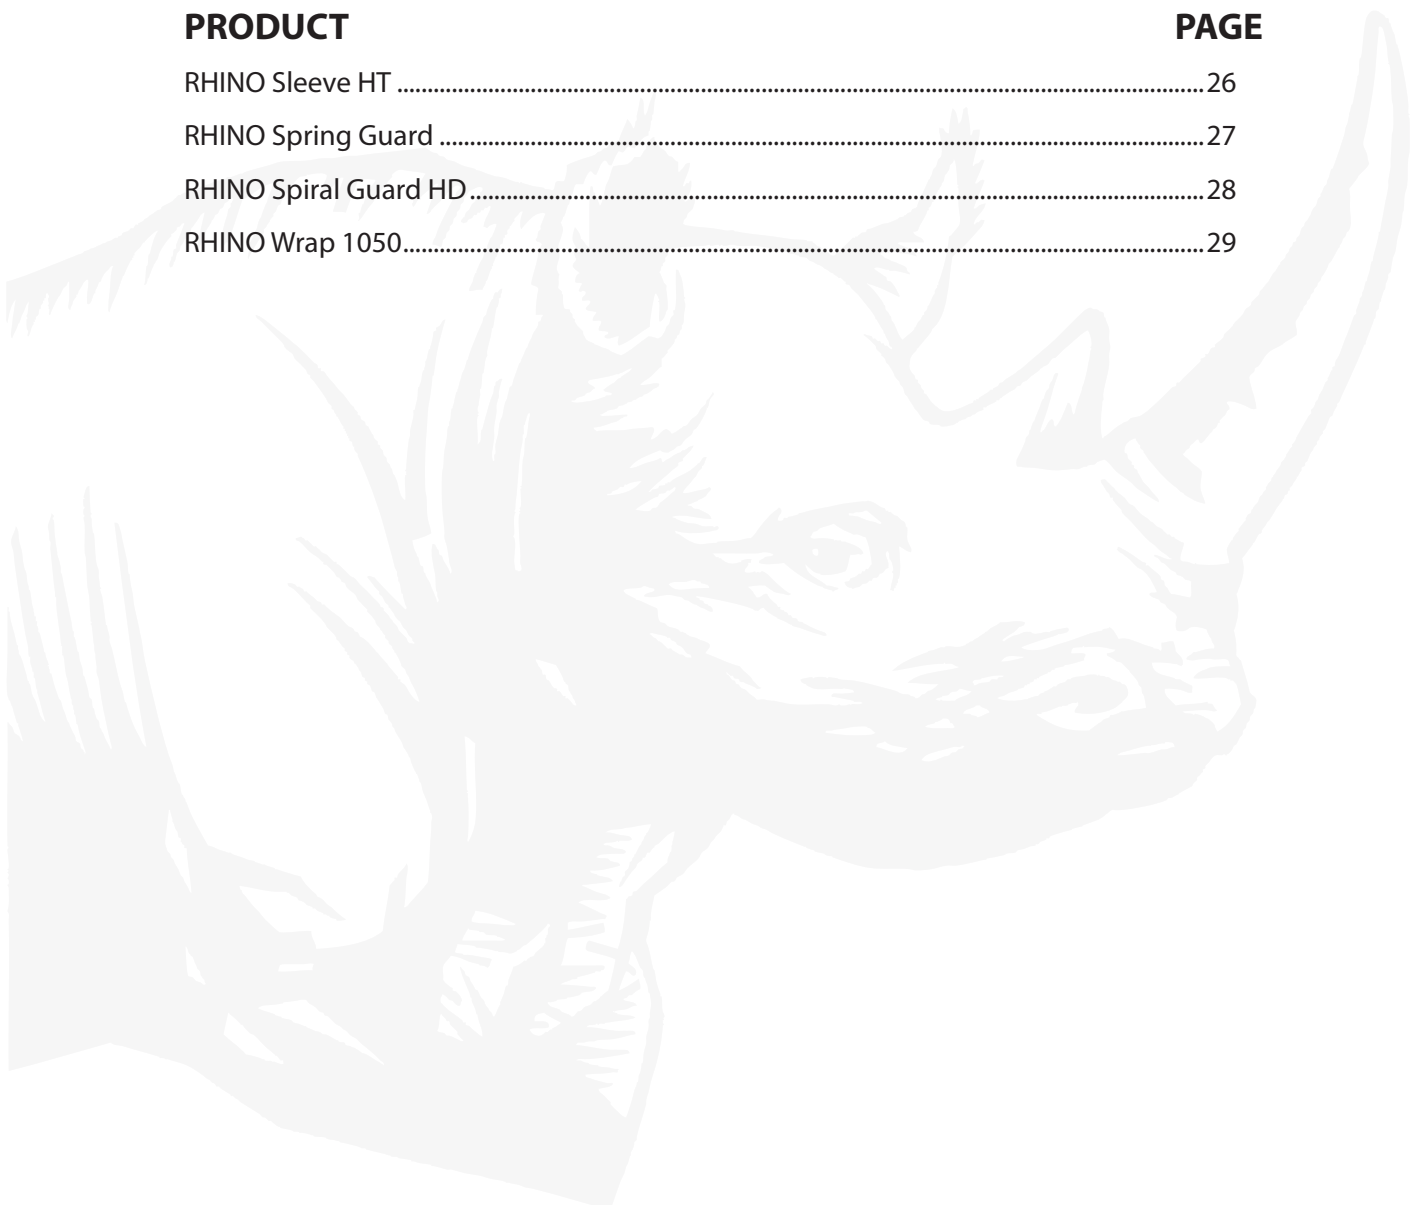 PRODUCT PAGE
RHINO Sleeve HT ........................................................................................................................................ 26
RHINO Spring Guard ................................................................................................................................. 27
RHINO Spiral Guard HD ............................................................................................................................ 28
RHINO Wrap 1050....................................................................................................................................... 29